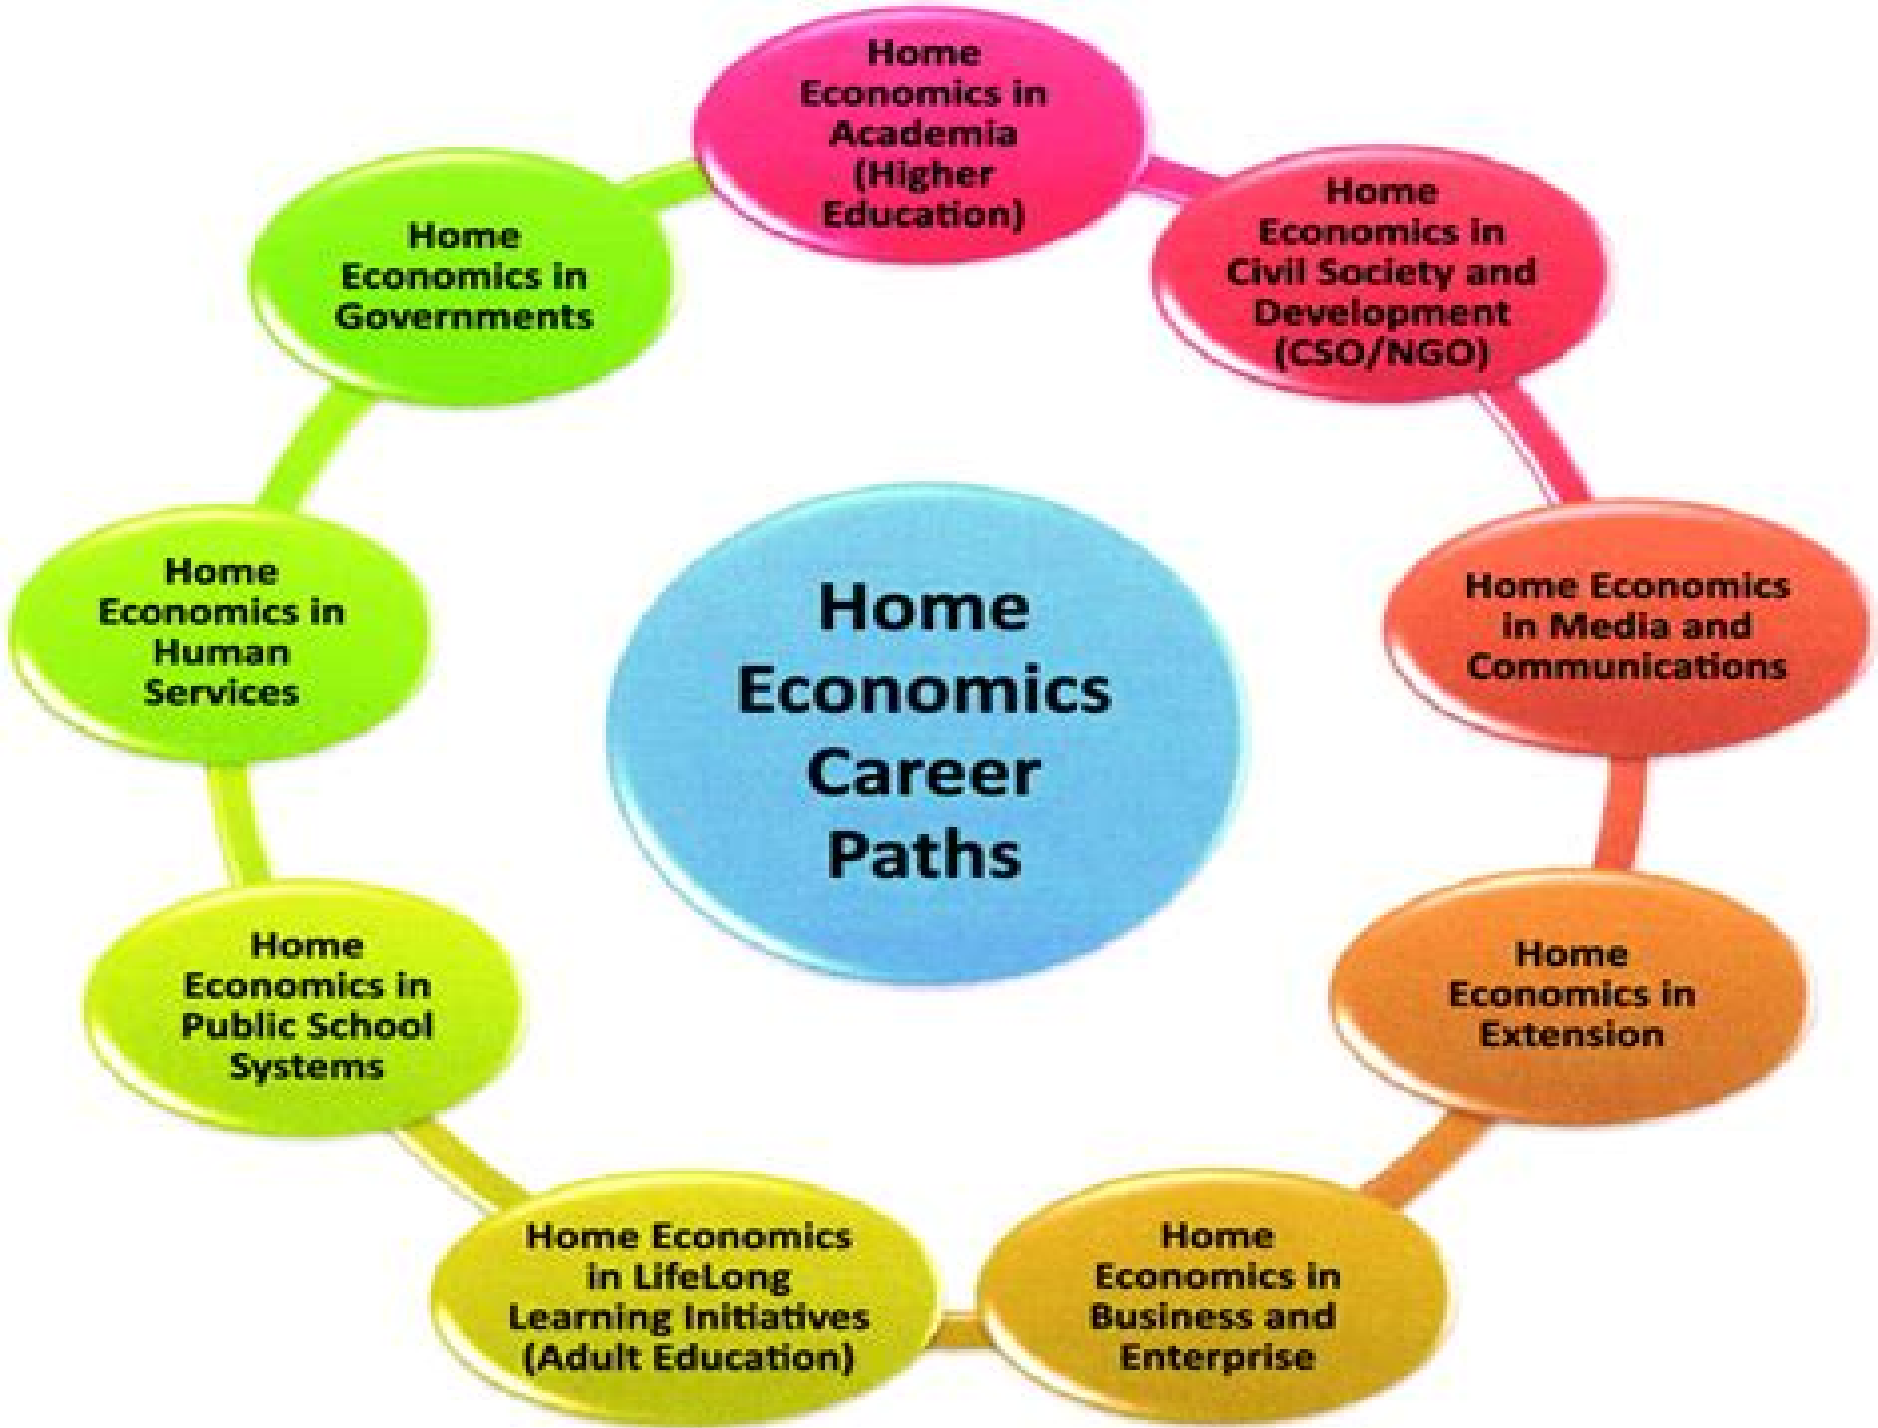 Home
Economics in
Academia
(Higher
Education)
Home
Economics in
Civil Society and
Development
(CSO/NGO)
Home Economics
in Media and
Communications
Home
Economics in
Extension
Home
Economics in
Business and
Enterprise
Home Economics
in LifeLong
Learning Initiatives
(Adult Education)
Home
Economics in
Public School
Systems
Home
Economics in
Human
Services
Home
Economics in
Governments
Home
Economics
Career
Paths